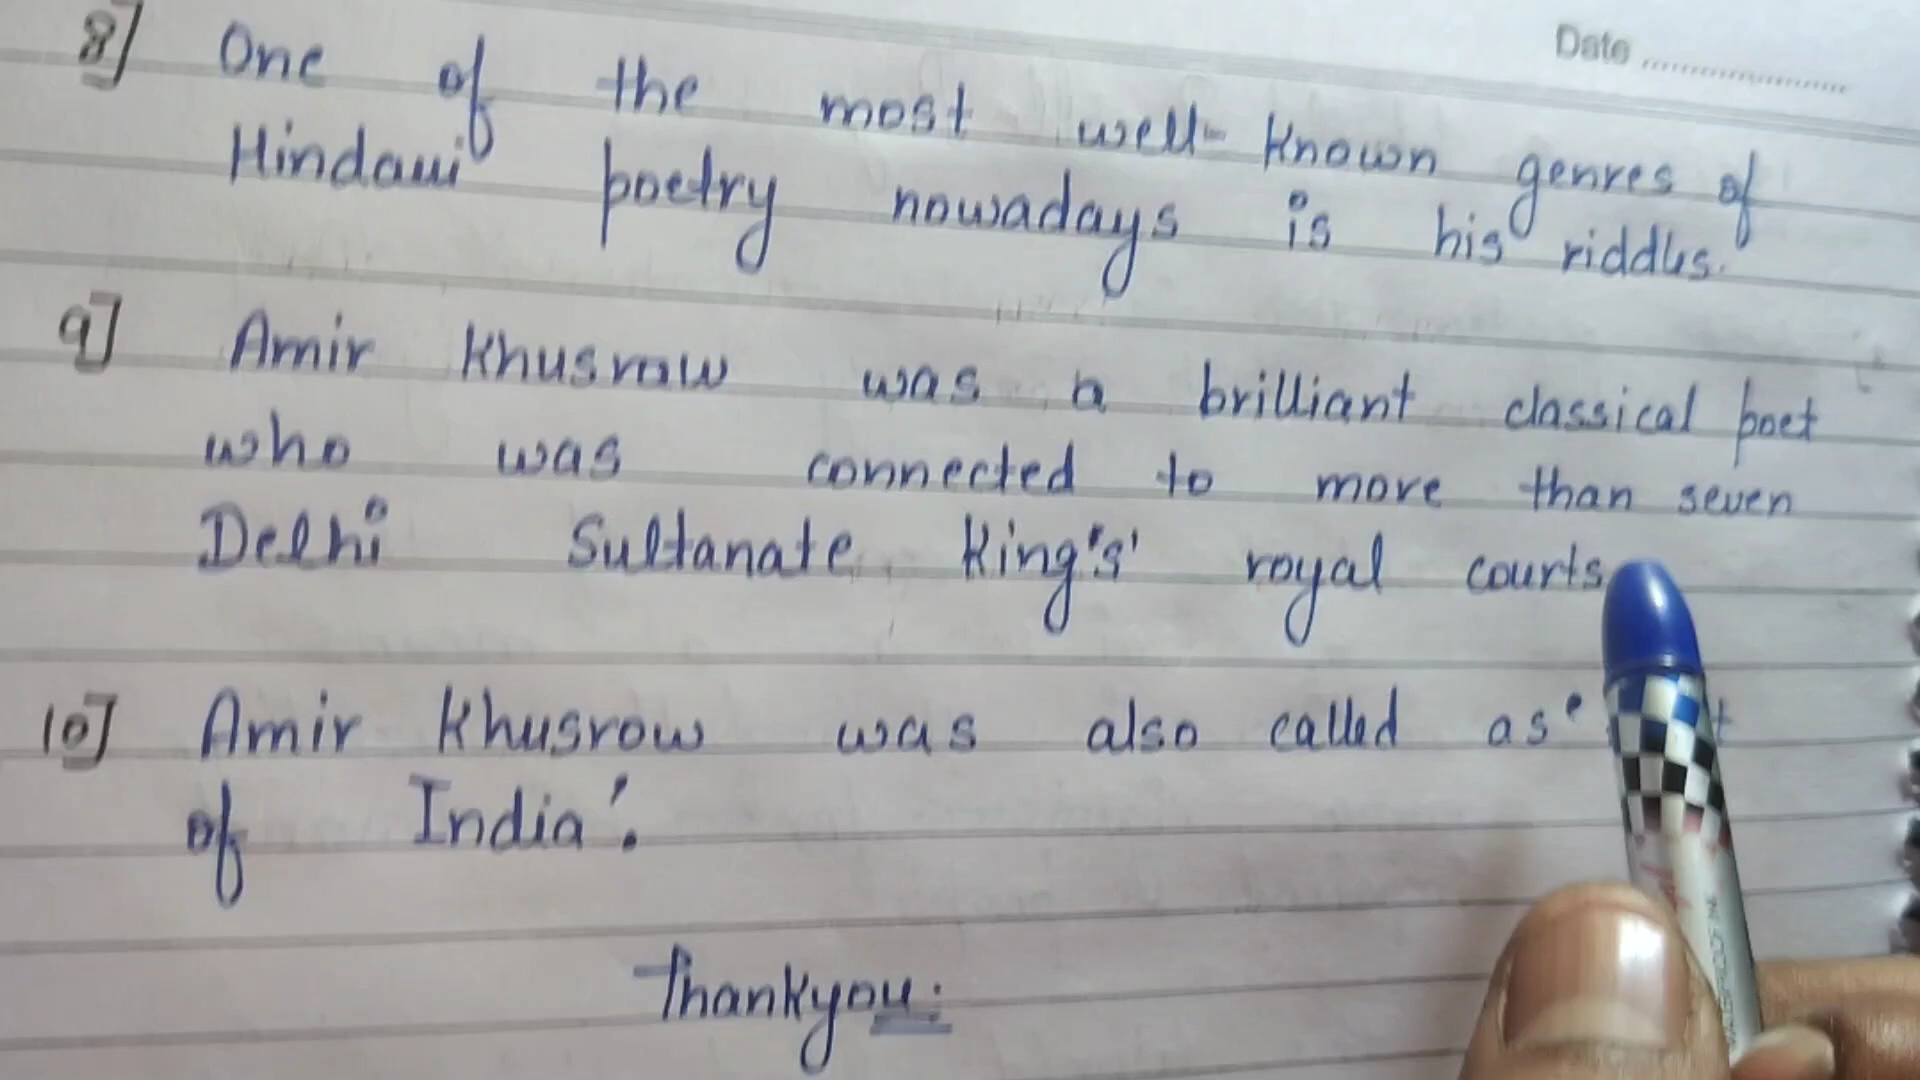 Date
8] One of the most well-known genres of
Hindawi poetry nowadays is his riddles.
9] Amir Khusraw was a brilliant classical poet
who was connected to more than seven
Delhi Sultanate King's' royal courts
10] Amir Khusrow was also called as '
of India'.
Thankyou.